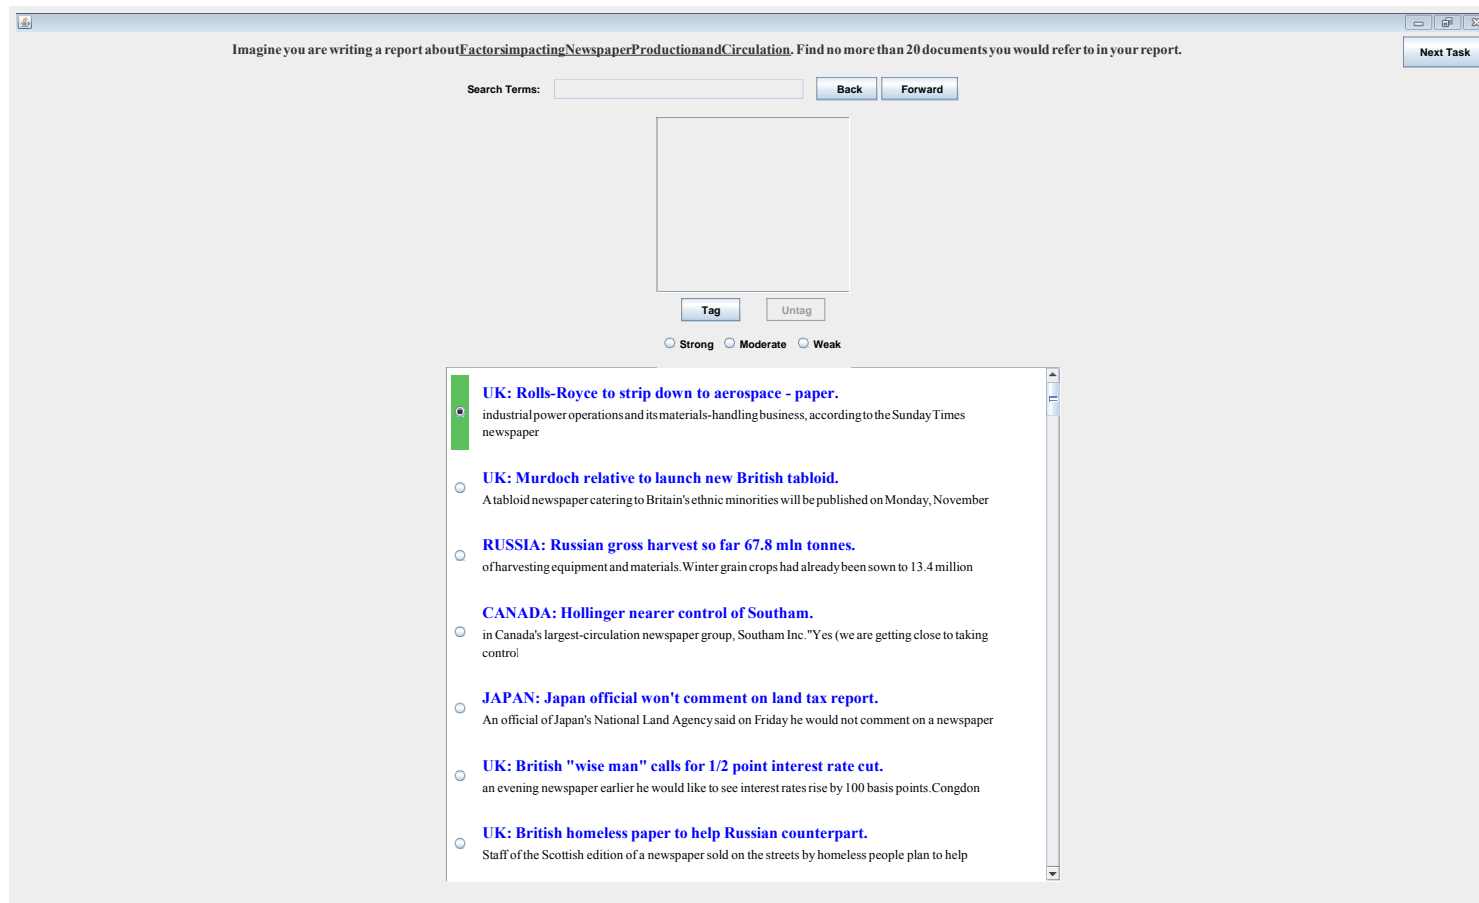 Imagine you are writing a report about FactorsimpactingNewspaperProductionandCirculation. Find no more than 20 documents you would refer to in your report.
Next Task
Search Terms:
Back
Forward
Tag
Untag
Strong
Moderate
Weak
UK: Rolls-Royce to strip down to aerospace - paper.
industrial power operations and its materials-handling business, according to the Sunday Times
newspaper
UK: Murdoch relative to launch new British tabloid.
A tabloid newspaper catering to Britain's ethnic minorities will be published on Monday, November
RUSSIA: Russian gross harvest so far 67.8 mln tonnes.
of harvesting equipment and materials. Winter grain crops had already been sown to 13.4 million
CANADA: Hollinger nearer control of Southam.
in Canada's largest-circulation newspaper group, Southam Inc."Yes (we are getting close to taking
control
JAPAN: Japan official won't comment on land tax report.
An official of Japan's National Land Agency said on Friday he would not comment on a newspaper
UK: British "wise man" calls for 1/2 point interest rate cut.
an evening newspaper earlier he would like to see interest rates rise by 100 basis points. Congdon
UK: British homeless paper to help Russian counterpart.
Staff of the Scottish edition of a newspaper sold on the streets by homeless people plan to help